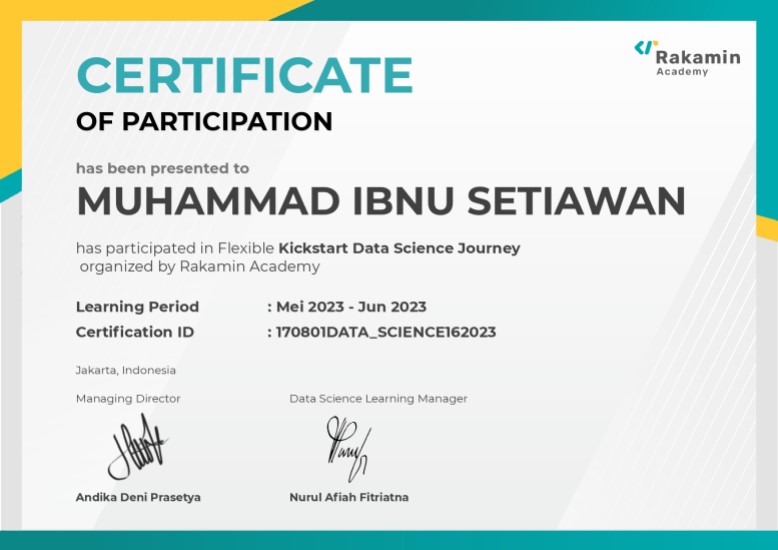 Rakamin
Academy
CERTIFICATE
OF PARTICIPATION
has been presented to
MUHAMMAD IBNU SETIAWAN
has participated in Flexible Kickstart Data Science Journey
organized by Rakamin Academy
Learning Period : Mei 2023 - Jun 2023
Certification ID : 170801DATA_SCIENCE162023
Jakarta, Indonesia
Managing Director
Data Science Learning Manager
Andika Deni Prasetya
Nurul Afiah Fitriatna